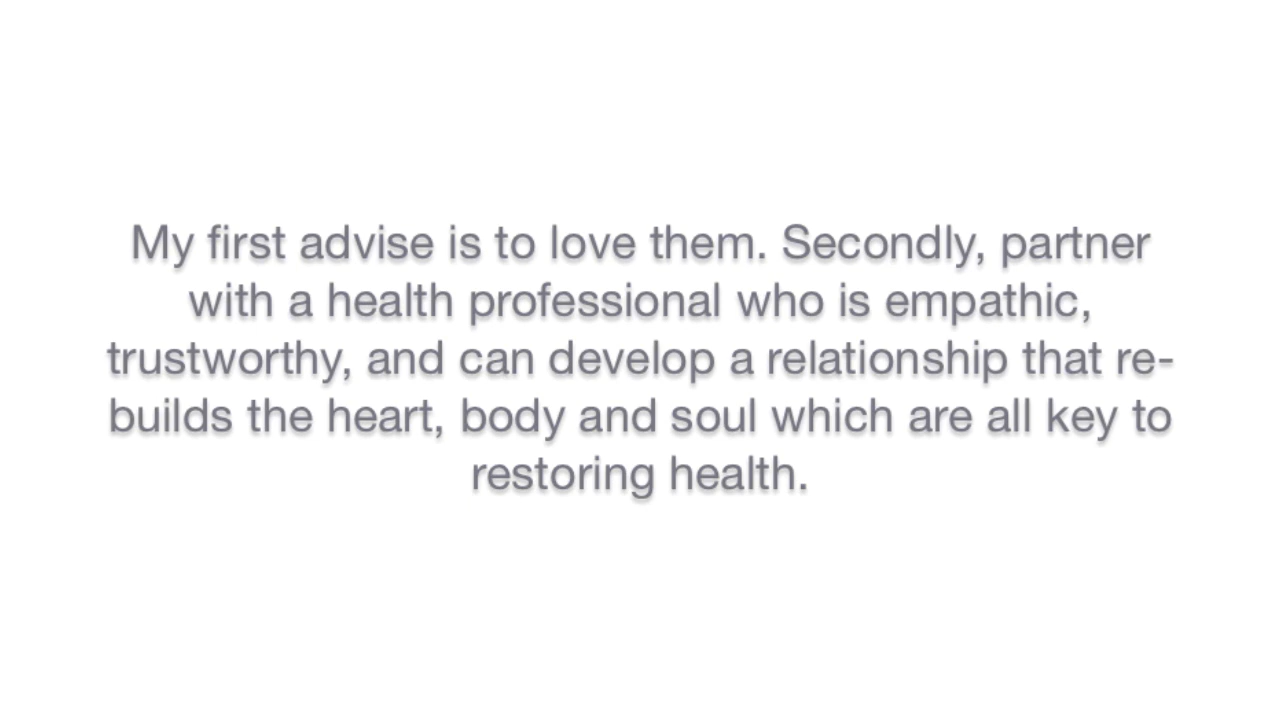 My first advise is to love them. Secondly, partner
with a health professional who is empathic,
trustworthy, and can develop a relationship that re-
builds the heart, body and soul which are all key to
restoring health.